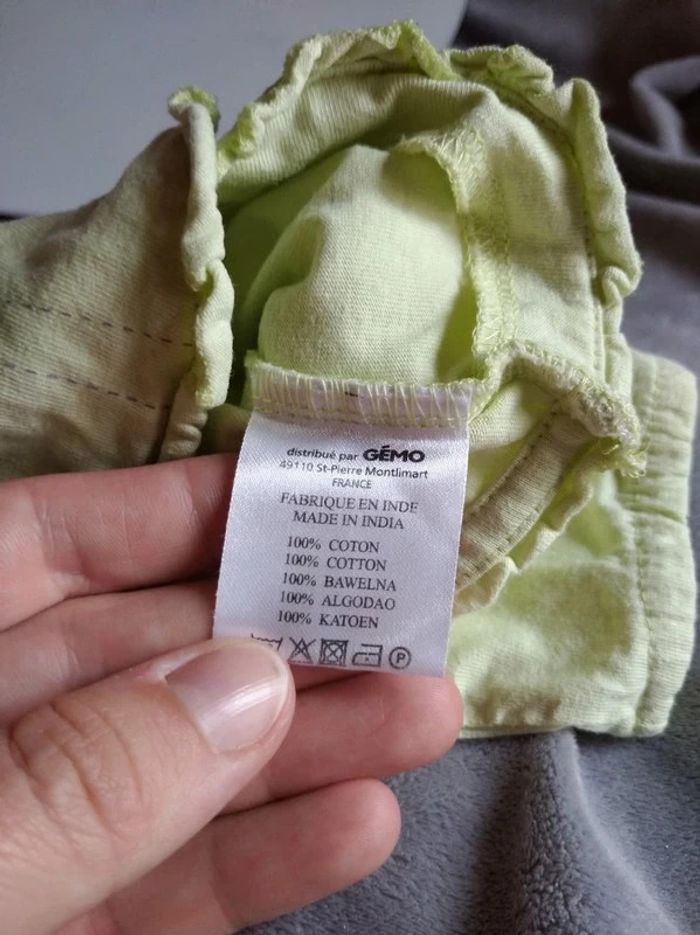 distribué par GÉMO
49110 St-Pierre Montlimart
FRANCE
FABRIQUE EN INDE
MADE IN INDIA
100% COTON
100% COTTON
100% BAWELNA
100% ALGODAO
100% KATOEN
P